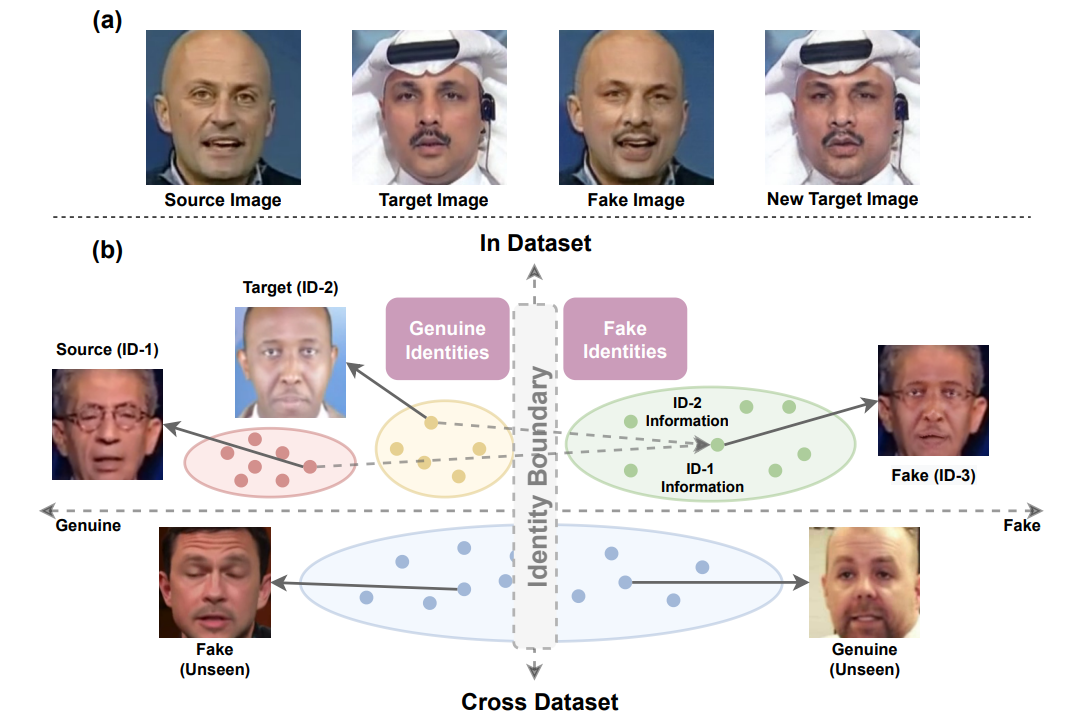 (a)
Source Image
Target Image
Fake Image
New Target Image
In Dataset
(b)
Target (ID-2)
Genuine
Identities
Fake
Identities
Source (ID-1)
Identity Boundary
ID-2
Information
ID-1
Information
Fake (ID-3)
Genuine
Fake
Fake
(Unseen)
Genuine
(Unseen)
Cross Dataset